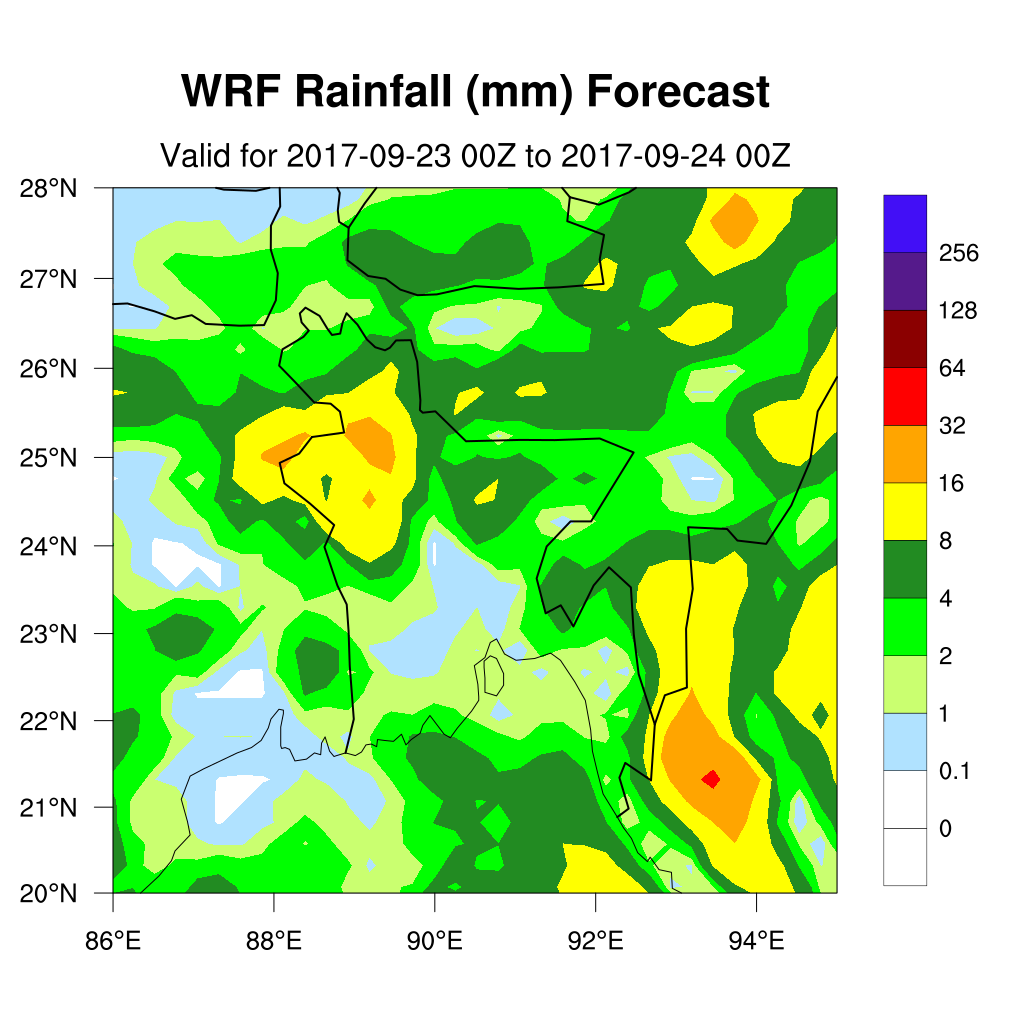 WRF Rainfall (mm) Forecast
Valid for 2017-09-23 00Z to 2017-09-24 00Z
28°N
27°N
26°N
25°N
24°N
23°N
22°N
21°N
20°N
86°E 88°E 90°E 92°E 94°E
256
128
64
32
16
8
4
2
1
0.1
0